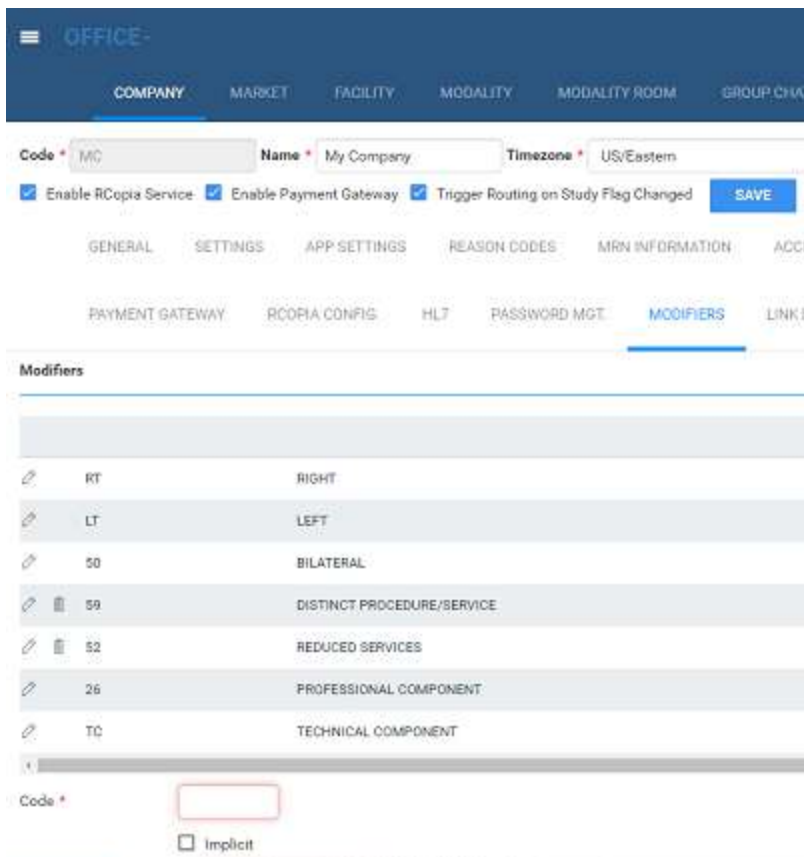 OFFICE-
COMPANY MARKET FACILITY MODALITY MODALITY ROOM GROUP
Code * MC Name * My Company Timezone * US/Eastern
Enable RCopia Service Enable Payment Gateway Trigger Routing on Study Flag Changed SAVE
GENERAL SETTINGS APP SETTINGS REASON CODES MRN INFORMATION
PAYMENT GATEWAY RCOPIA CONFIG. HL7 PASSWORD MGT. MODIFIERS LINK
Modifiers
RT RIGHT
LT LEFT
50 BILATERAL
59 DISTINCT PROCEDURE/SERVICE
52 REDUCED SERVICES
26 PROFESSIONAL COMPONENT
TC TECHNICAL COMPONENT
Code *
Implicit